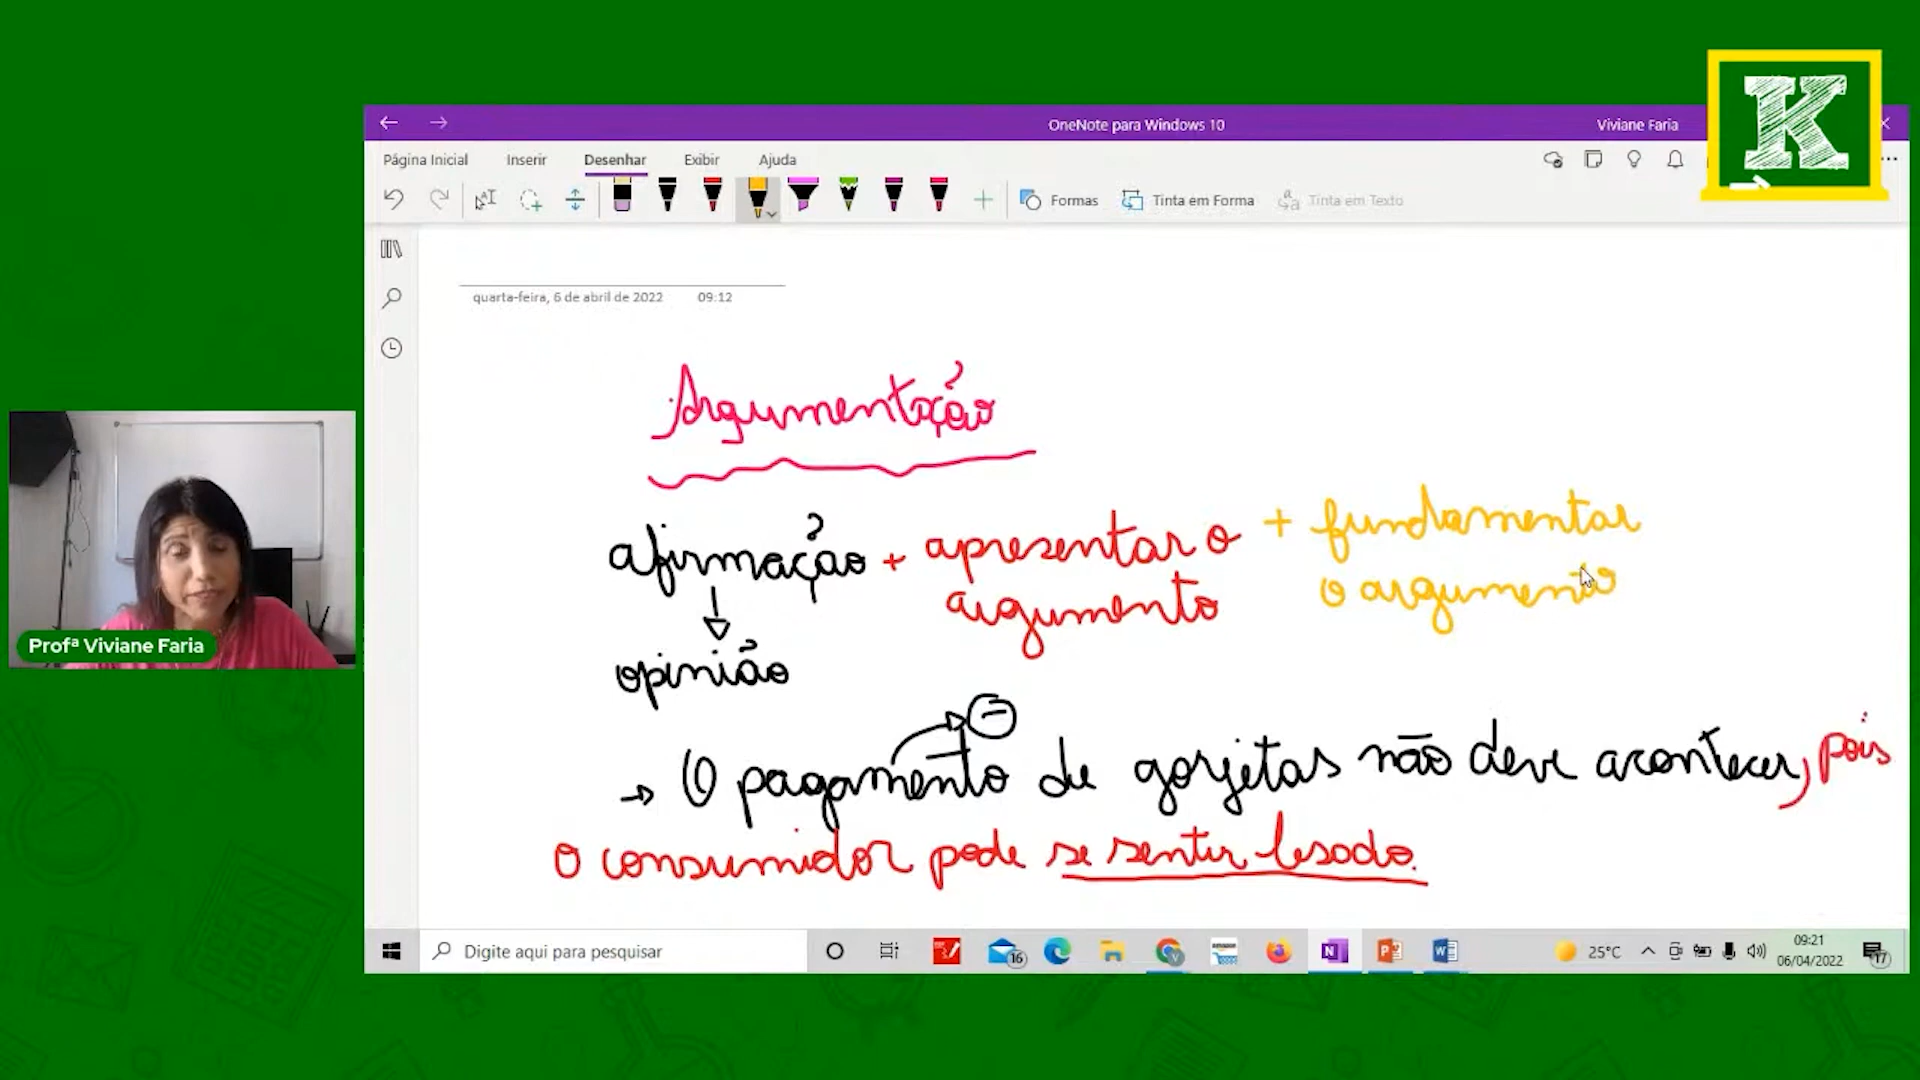 K
OneNote para Windows 10
Viviane Faria
Página Inicial Inserir Desenhar Exibir Ajuda
Formas Tinta em Forma Tinta em Texto
quarta-feira, 6 de abril de 2022 09:12
Argumentação
afirmação + apresentar o + fundamentar
argumento o argumento
opinião
Profª Viviane Faria
→ O pagamento de gorjetas não deve acontecer, pois
o consumidor pode se sentir lesado.
Digite aqui para pesquisar 16 25°C 09:21
06/04/2022 17